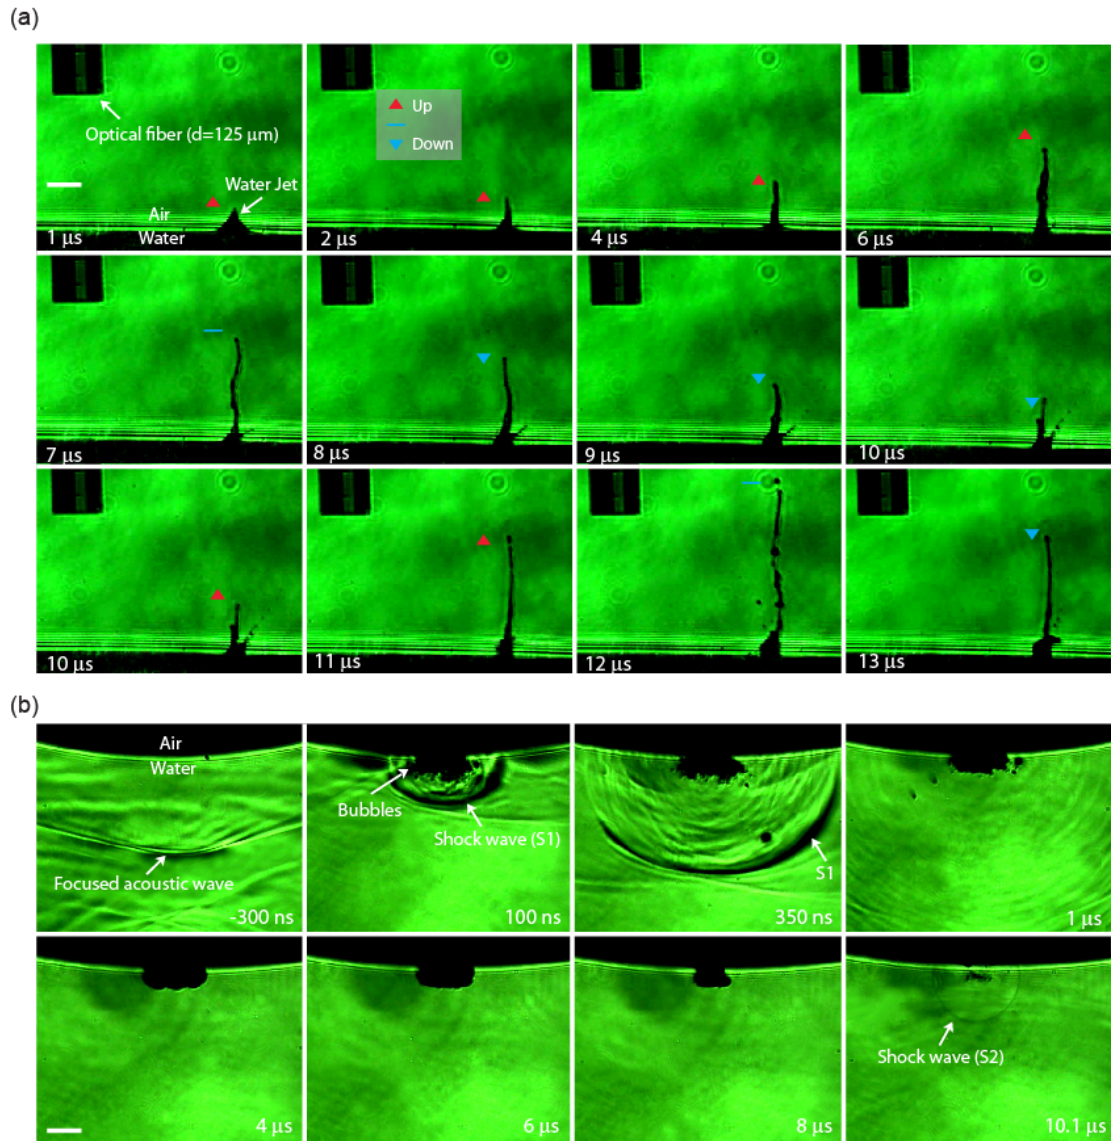 (a)
Optical fiber (d=125 μm)
Water Jet
Air
Water
1 μs
Up
Down
2 μs
4 μs
6 μs
7 μs
8 μs
9 μs
10 μs
10 μs
11 μs
12 μs
13 μs
(b)
Air
Water
Focused acoustic wave
-300 ns
Bubbles
Shock wave (S1)
100 ns
S1
350 ns
1 μs
4 μs
6 μs
8 μs
Shock wave (S2)
10.1 μs